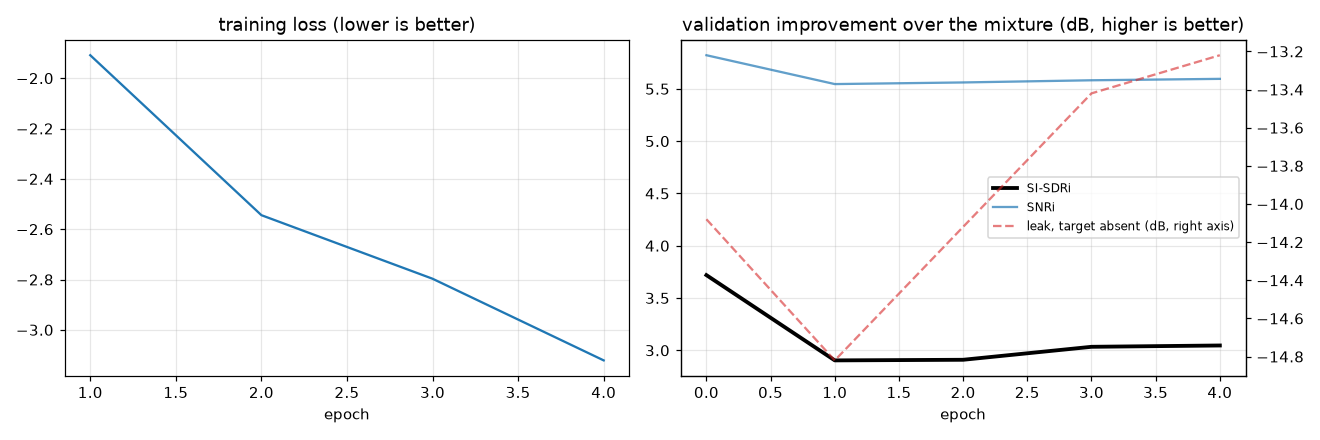 training loss (lower is better)
−2.0
−2.2
−2.4
−2.6
−2.8
−3.0
1.0 1.5 2.0 2.5 3.0 3.5 4.0
epoch
validation improvement over the mixture (dB, higher is better)
5.5
5.0
4.5
4.0
3.5
3.0
0.0 0.5 1.0 1.5 2.0 2.5 3.0 3.5 4.0
epoch
SI-SDRi
SNRi
leak, target absent (dB, right axis)
−13.2
−13.4
−13.6
−13.8
−14.0
−14.2
−14.4
−14.6
−14.8